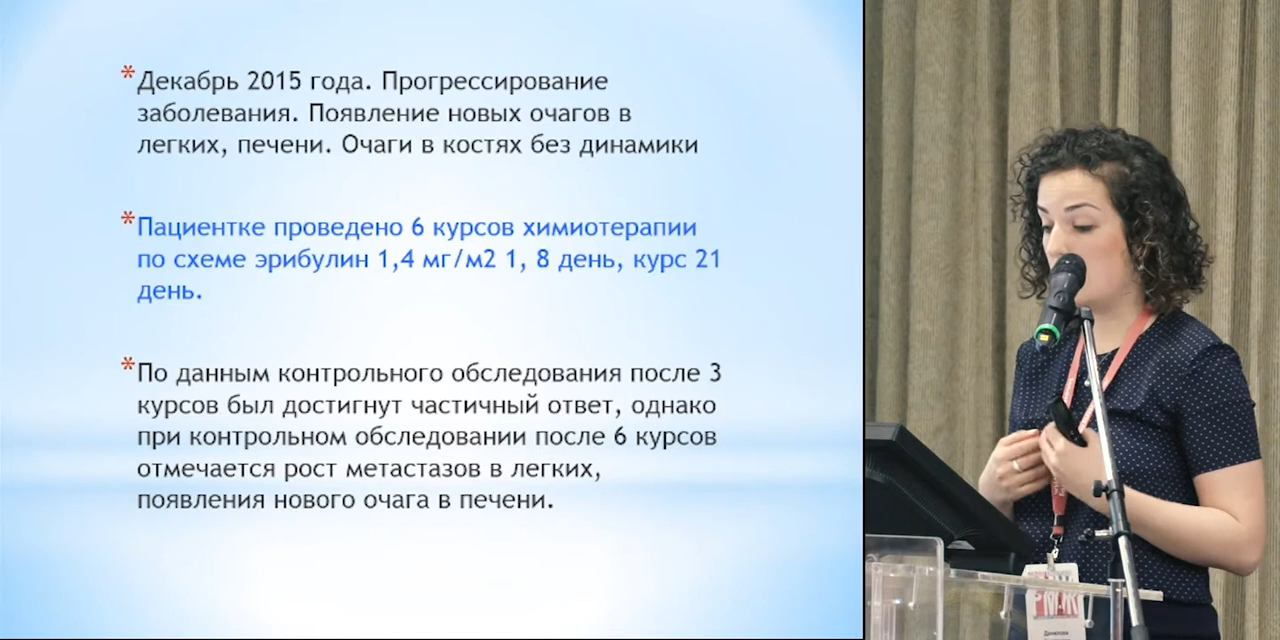 * Декабрь 2015 года. Прогрессирование
заболевания. Появление новых очагов в
легких, печени. Очаги в костях без динамики
* Пациентке проведено 6 курсов химиотерапии
по схеме эрибулин 1,4 мг/м2 1, 8 день, курс 21
день.
* По данным контрольного обследования после 3
курсов был достигнут частичный ответ, однако
при контрольном обследовании после 6 курсов
отмечается рост метастазов в легких,
появления нового очага в печени.
РМЖ